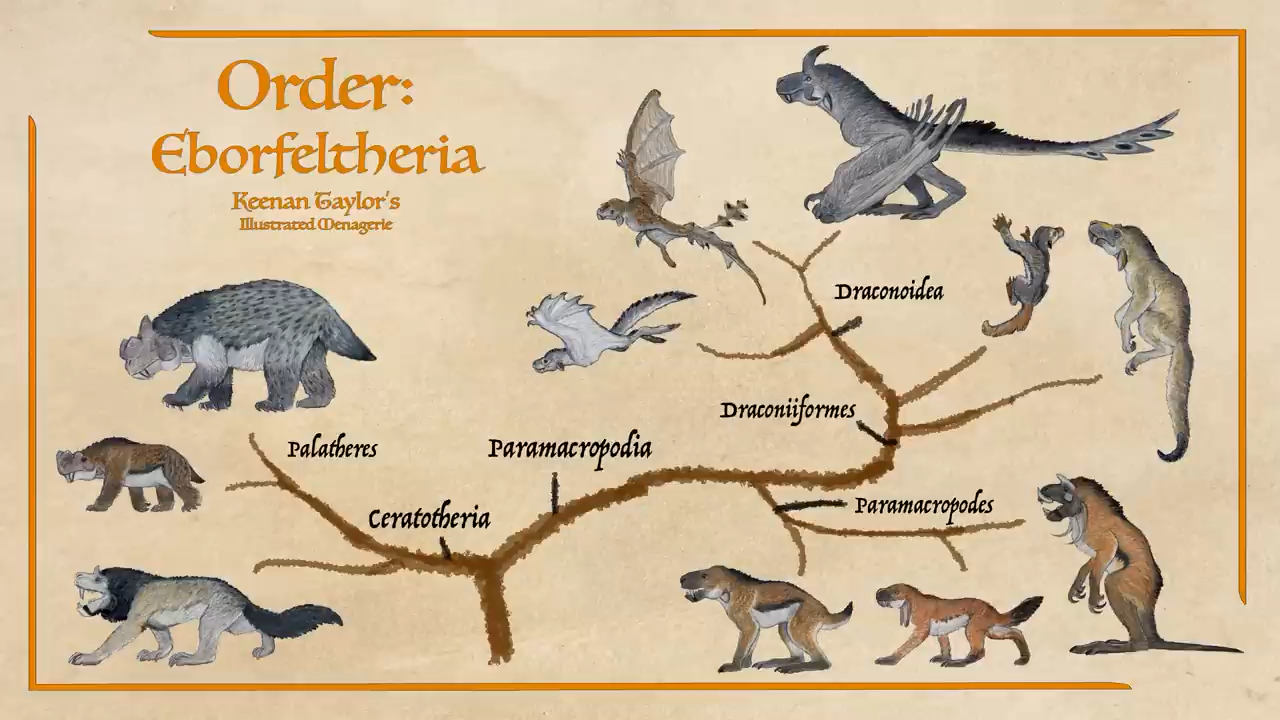 Order:
Eborfeltheria
Keenan Taylor's
Illustrated Menagerie
Draconoidea
Draconiiformes
Palatheres
Paramacropodia
Ceratotheria
Paramacropodes